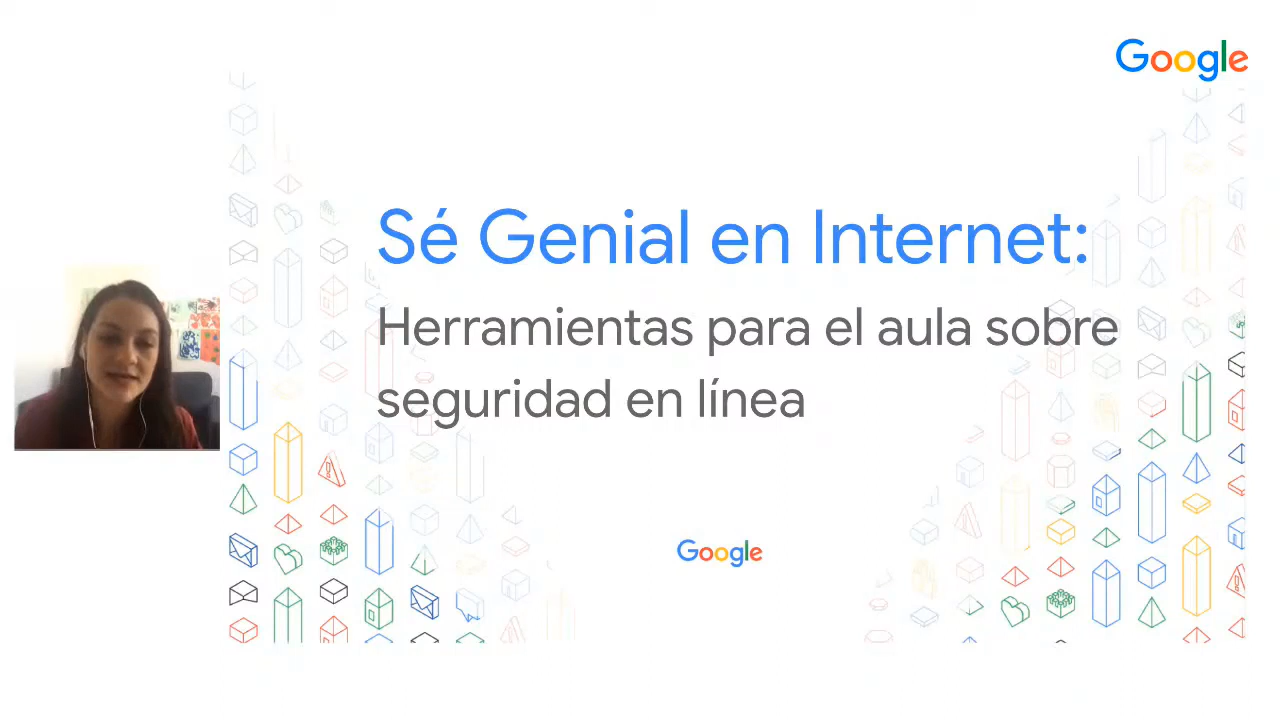 Google
Sé Genial en Internet:
Herramientas para el aula sobre
seguridad en línea
Google